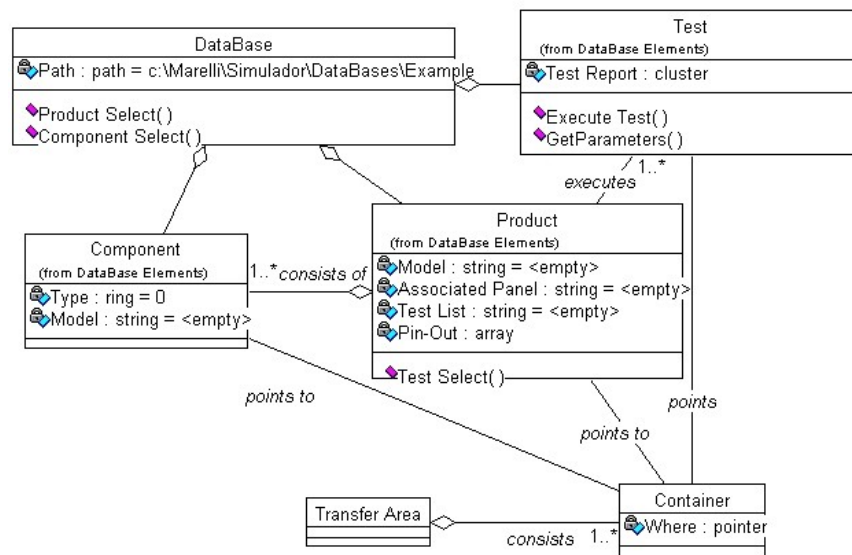 DataBase
Path : path = c:\Marelli\Simulador\DataBases\Example
Product Select()
Component Select()
Test
(from DataBase Elements)
Test Report : cluster
Execute Test()
GetParameters()
1..*
executes
Component
(from DataBase Elements)
Type : ring = 0
Model : string = <empty>
1..* consists of
Product
(from DataBase Elements)
Model : string = <empty>
Associated Panel : string = <empty>
Test List : string = <empty>
Pin-Out : array
Test Select()
points to
points to
points
Transfer Area
consists
1..*
Container
Where : pointer